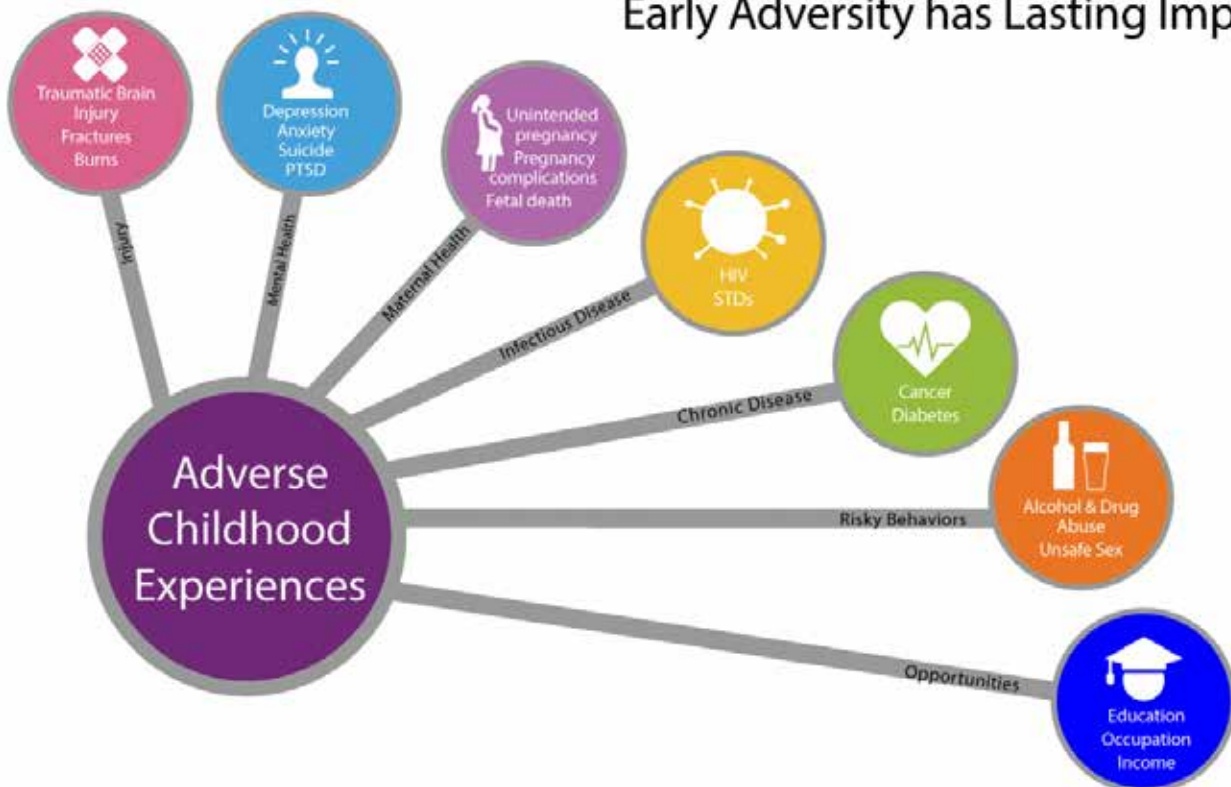 Early Adversity has Lasting Imp
Traumatic Brain
Injury
Fractures
Burns
Depression
Anxiety
Suicide
PTSD
Unintended
pregnancy
Pregnancy
complications
Fetal death
HIV
STDs
Cancer
Diabetes
Alcohol & Drug
Abuse
Unsafe Sex
Education
Occupation
Income
Injury
Mental Health
Maternal Health
Infectious Disease
Chronic Disease
Risky Behaviors
Opportunities
Adverse
Childhood
Experiences